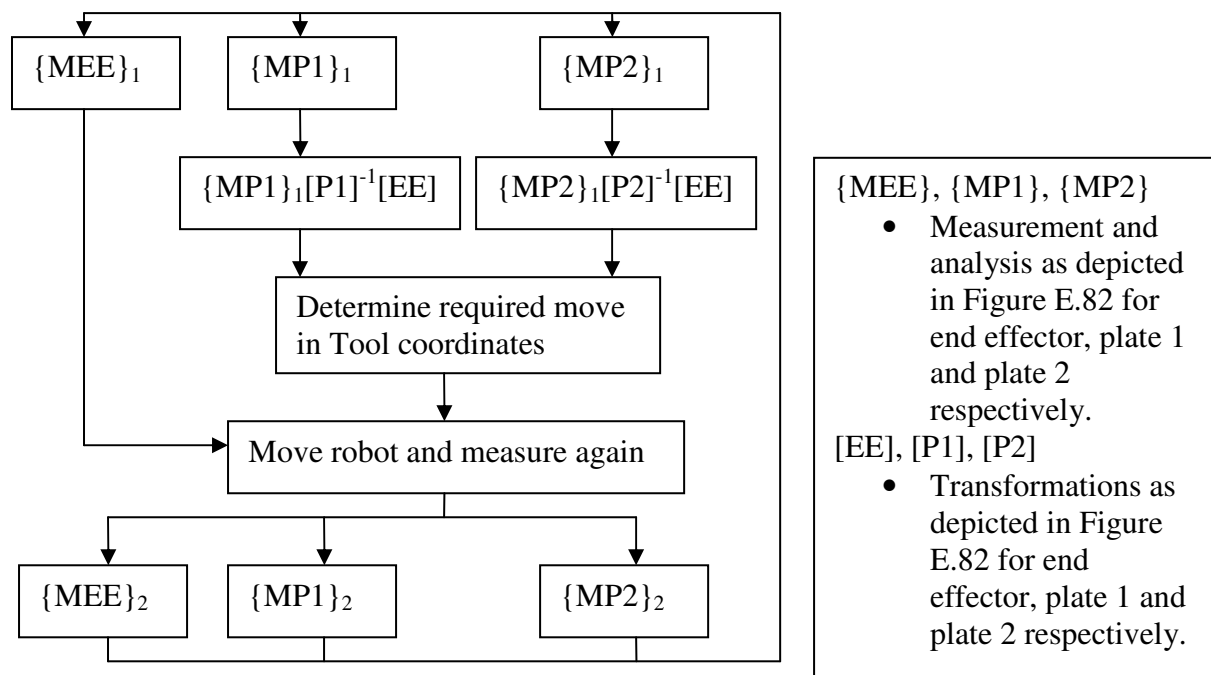 {MEE}₁
{MP1}₁
{MP2}₁
{MP1}₁[P1]⁻¹[EE]
{MP2}₁[P2]⁻¹[EE]
Determine required move
in Tool coordinates
Move robot and measure again
{MEE}₂
{MP1}₂
{MP2}₂
{MEE}, {MP1}, {MP2}
• Measurement and
analysis as depicted
in Figure E.82 for
end effector, plate 1
and plate 2
respectively.
[EE], [P1], [P2]
• Transformations as
depicted in Figure
E.82 for end
effector, plate 1 and
plate 2 respectively.